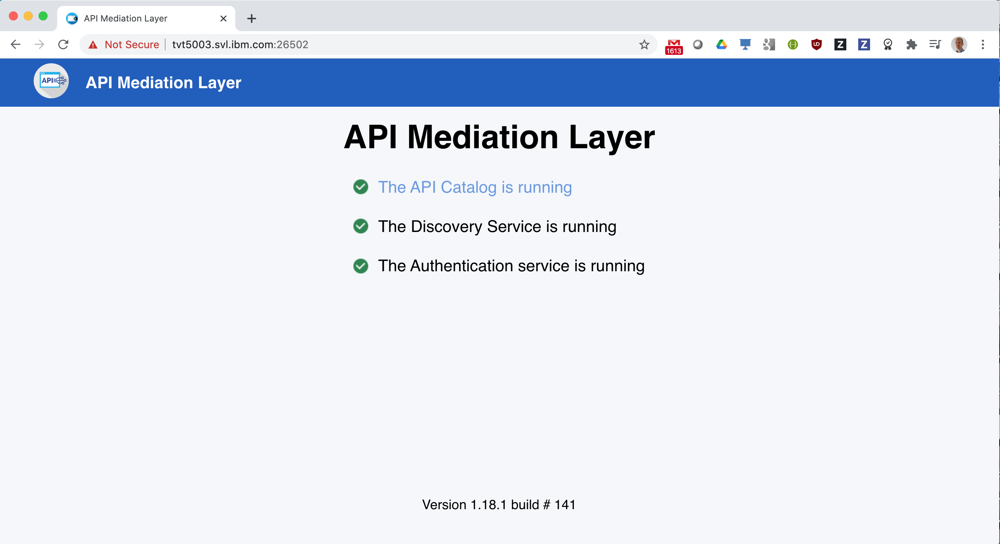 API Mediation Layer
Not Secure tvt5003.svl.ibm.com:26502
1613
UO
Z
Z
API
API Mediation Layer
API Mediation Layer
The API Catalog is running
The Discovery Service is running
The Authentication service is running
Version 1.18.1 build # 141